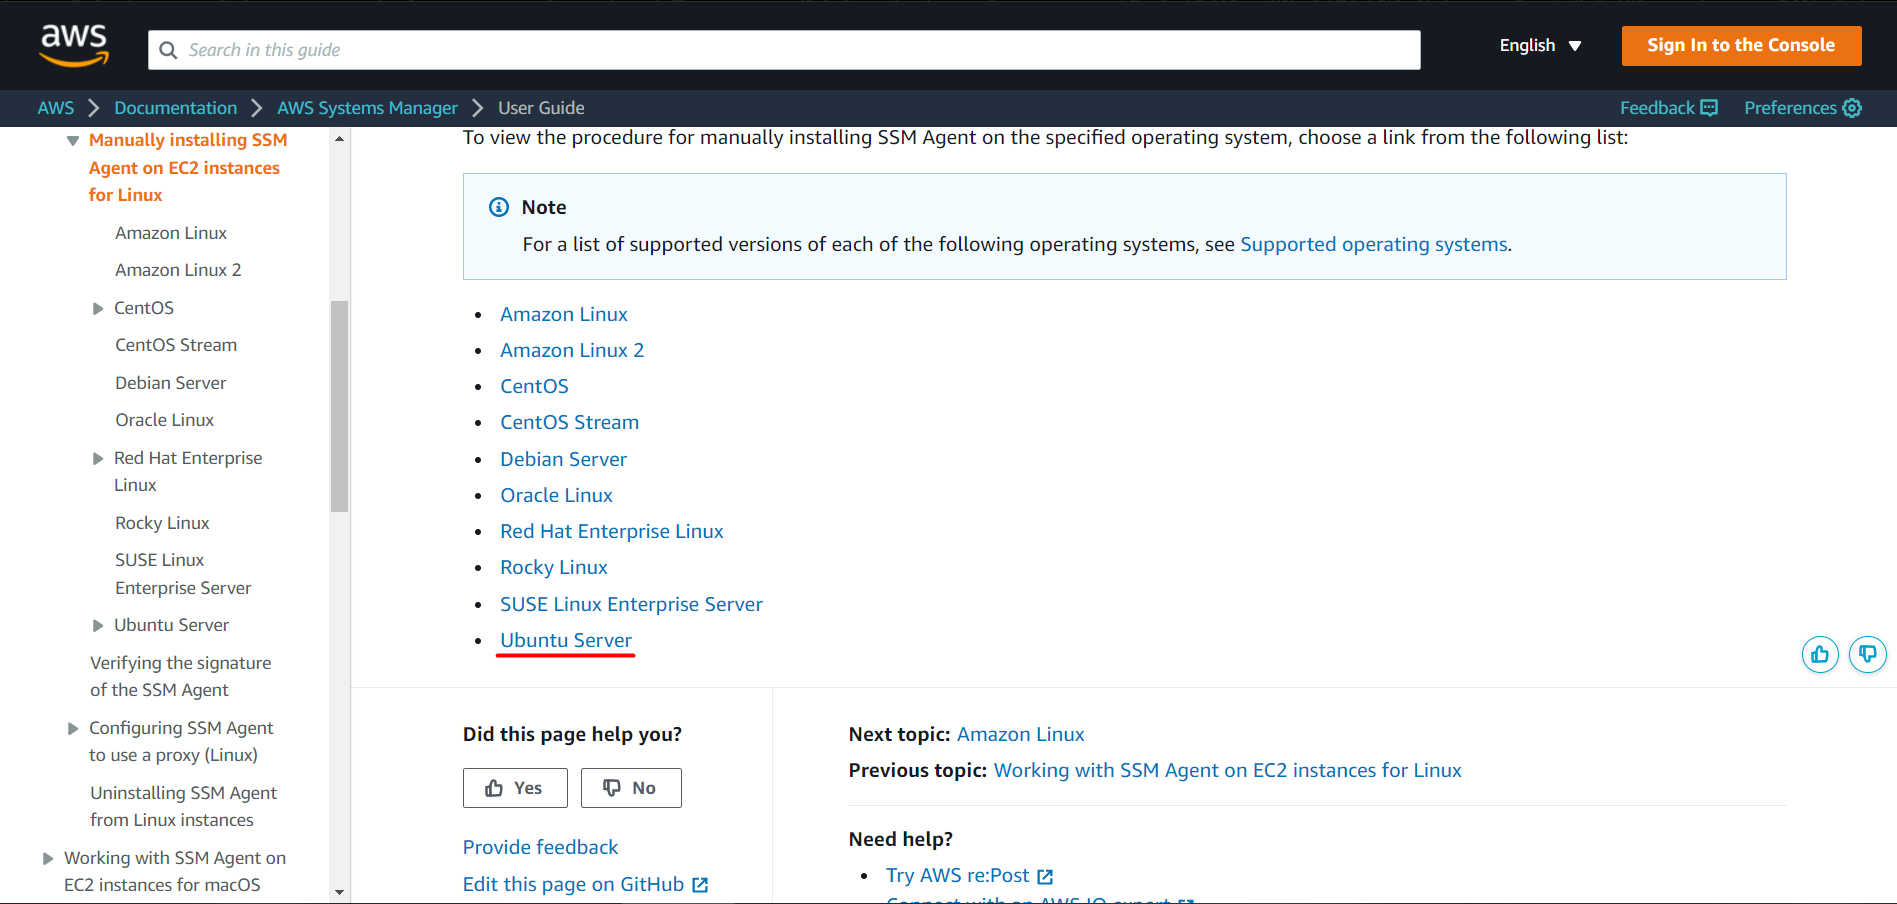 aws
Search in this guide
English
Sign In to the Console
AWS
Documentation
AWS Systems Manager
User Guide
Feedback
Preferences
Manually installing SSM
Agent on EC2 instances
for Linux
Amazon Linux
Amazon Linux 2
CentOS
CentOS Stream
Debian Server
Oracle Linux
Red Hat Enterprise
Linux
Rocky Linux
SUSE Linux
Enterprise Server
Ubuntu Server
Verifying the signature
of the SSM Agent
Configuring SSM Agent
to use a proxy (Linux)
Uninstalling SSM Agent
from Linux instances
Working with SSM Agent on
EC2 instances for macOS
To view the procedure for manually installing SSM Agent on the specified operating system, choose a link from the following list:
Note
For a list of supported versions of each of the following operating systems, see Supported operating systems.
• Amazon Linux
• Amazon Linux 2
• CentOS
• CentOS Stream
• Debian Server
• Oracle Linux
• Red Hat Enterprise Linux
• Rocky Linux
• SUSE Linux Enterprise Server
• Ubuntu Server
Did this page help you?
Yes
No
Provide feedback
Edit this page on GitHub
Next topic: Amazon Linux
Previous topic: Working with SSM Agent on EC2 instances for Linux
Need help?
• Try AWS re:Post
Connect with an AWS IQ expert